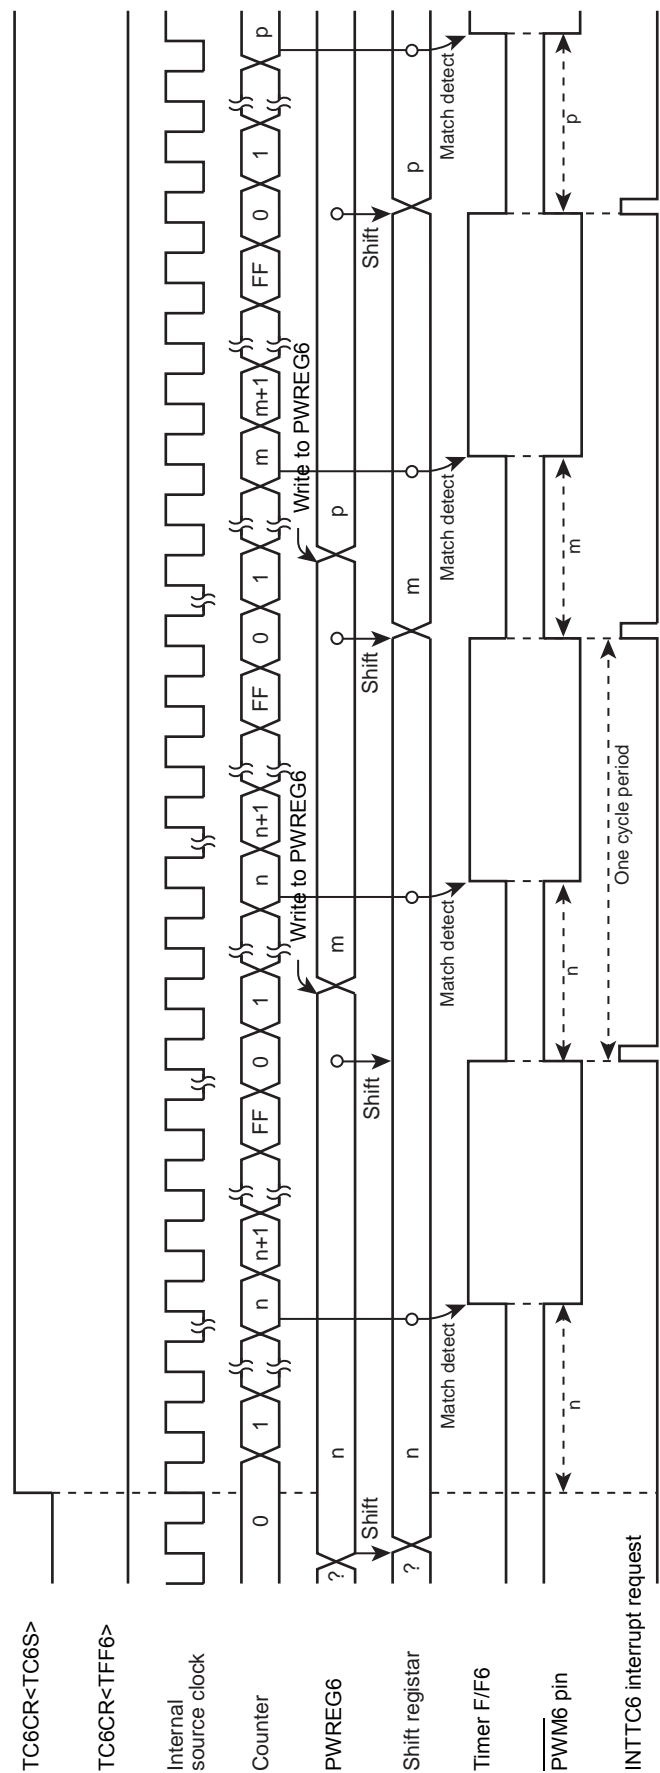 TC6CR<TC6S>
TC6CR<TFF6>
Internal
source clock
Counter
0
1
n
n+1
FF
0
1
n
n+1
FF
0
1
m
m+1
FF
0
1
p
Write to PWREG6
Write to PWREG6
PWREG6
?
n
m
p
Shift
Shift
Shift
Shift
Shift registar
?
n
m
p
Match detect
Match detect
Match detect
Match detect
Timer F/F6
PWM6 pin
n
n
m
p
One cycle period
INTTC6 interrupt request